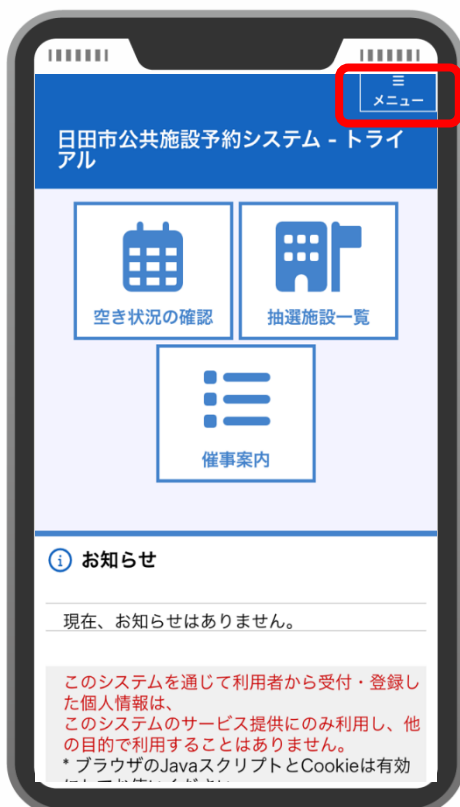 メニュー
日田市公共施設予約システム - トライ
アル
空き状況の確認
抽選施設一覧
催事案内
お知らせ
現在、お知らせはありません。
このシステムを通じて利用者から受付・登録し
た個人情報は、
このシステムのサービス提供にのみ利用し、他
の目的で利用することはありません。
* ブラウザのJavaスクリプトとCookieは有効